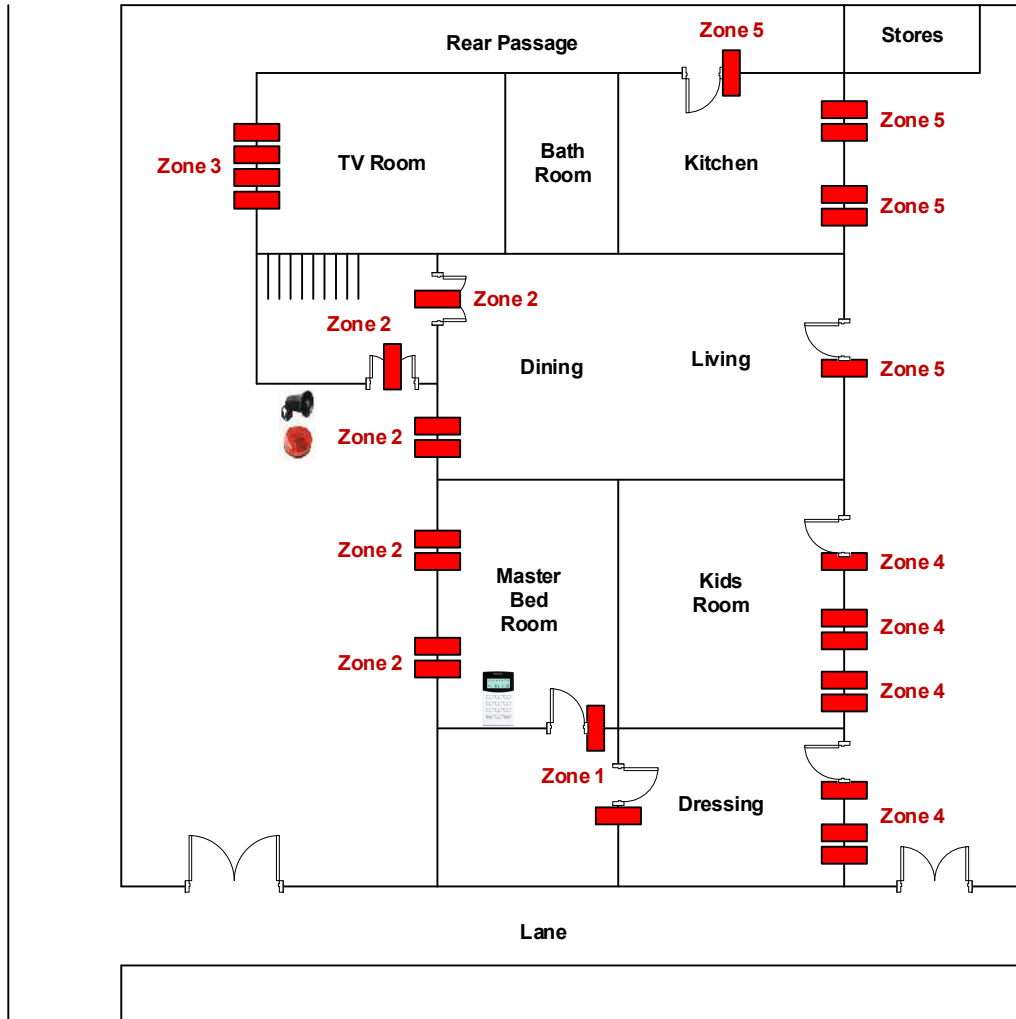 Zone 5
Stores
Rear Passage
Zone 5
Zone 3
TV Room
Bath
Room
Kitchen
Zone 5
Zone 2
Zone 2
Dining
Living
Zone 5
Zone 2
Zone 2
Master
Bed
Room
Kids
Room
Zone 4
Zone 4
Zone 2
Zone 4
Zone 1
Dressing
Zone 4
Lane